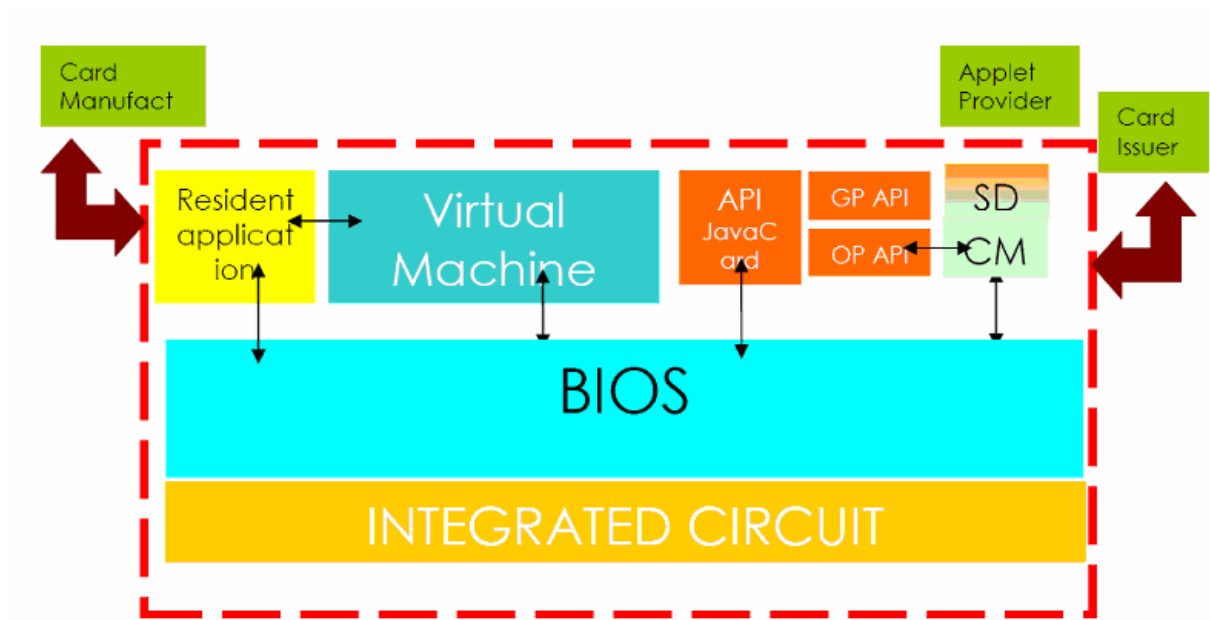 Card
Manufact
Applet
Provider
Card
Issuer
Resident
applicat
ion
Virtual
Machine
API
JavaC
ard
GP API
OP API
SD
CM
BIOS
INTEGRATED CIRCUIT